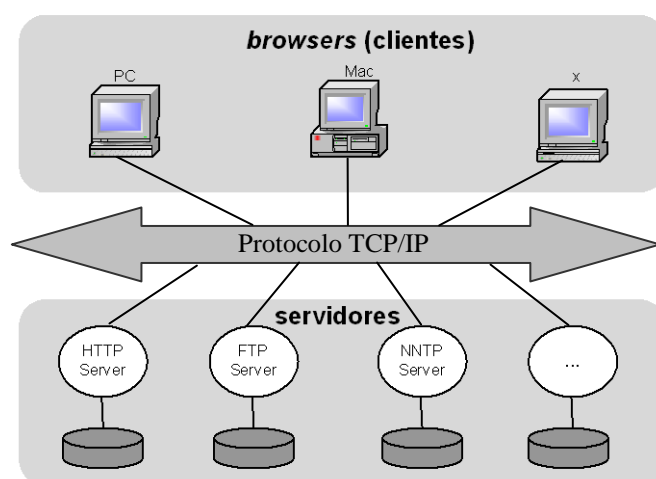 browsers (clientes)
PC
Mac
x
Protocolo TCP/IP
servidores
HTTP
Server
FTP
Server
NNTP
Server
...